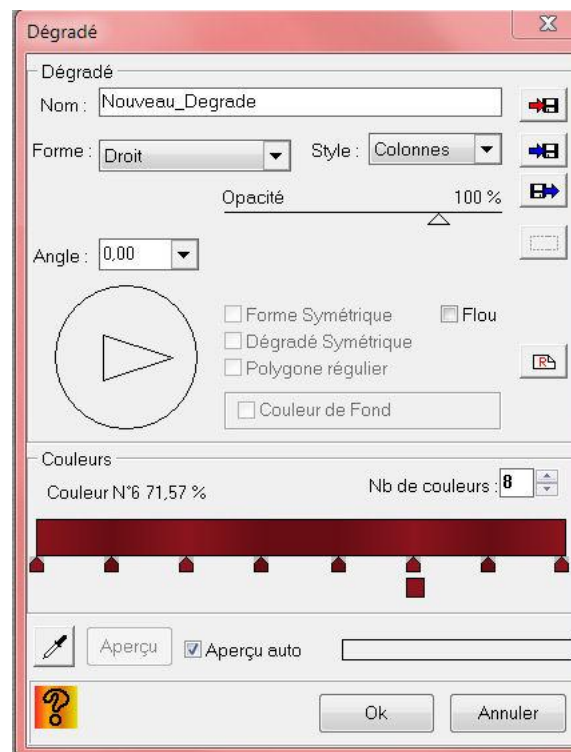 Dégradé
Dégradé
Nom : Nouveau_Degrade
Forme : Droit Style : Colonnes
Opacité 100 %
Angle : 0,00
Forme Symétrique Flou
Dégradé Symétrique
Polygone régulier
R
Couleur de Fond
Couleurs
Couleur N°6 71,57 % Nb de couleurs : 8
Aperçu Aperçu auto
? Ok Annuler